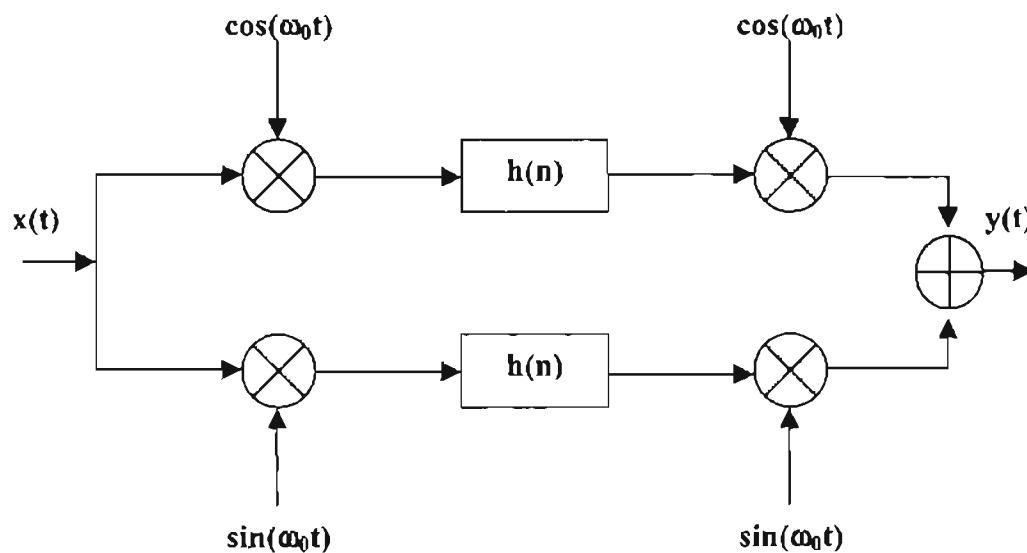 cos(ω₀t)
cos(ω₀t)
h(n)
x(t)
y(t)
h(n)
sin(ω₀t)
sin(ω₀t)